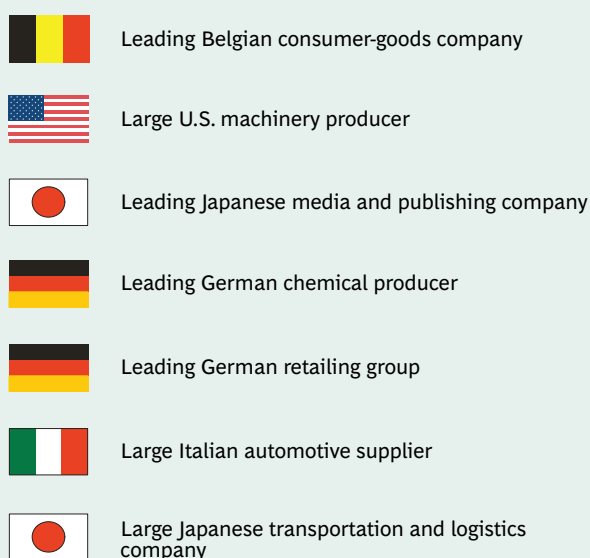 Leading Belgian consumer-goods company
Large U.S. machinery producer
Leading Japanese media and publishing company
Leading German chemical producer
Leading German retailing group
Large Italian automotive supplier
Large Japanese transportation and logistics
company